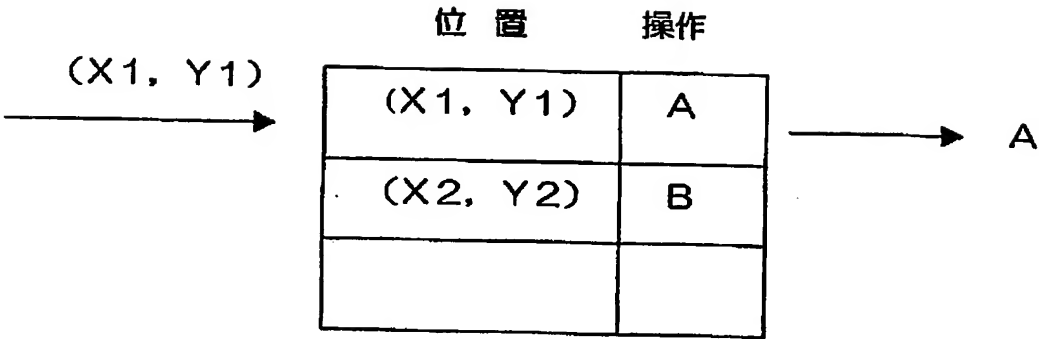 位置 操作
(X1, Y1)
(X1, Y1) A
A
(X2, Y2) B